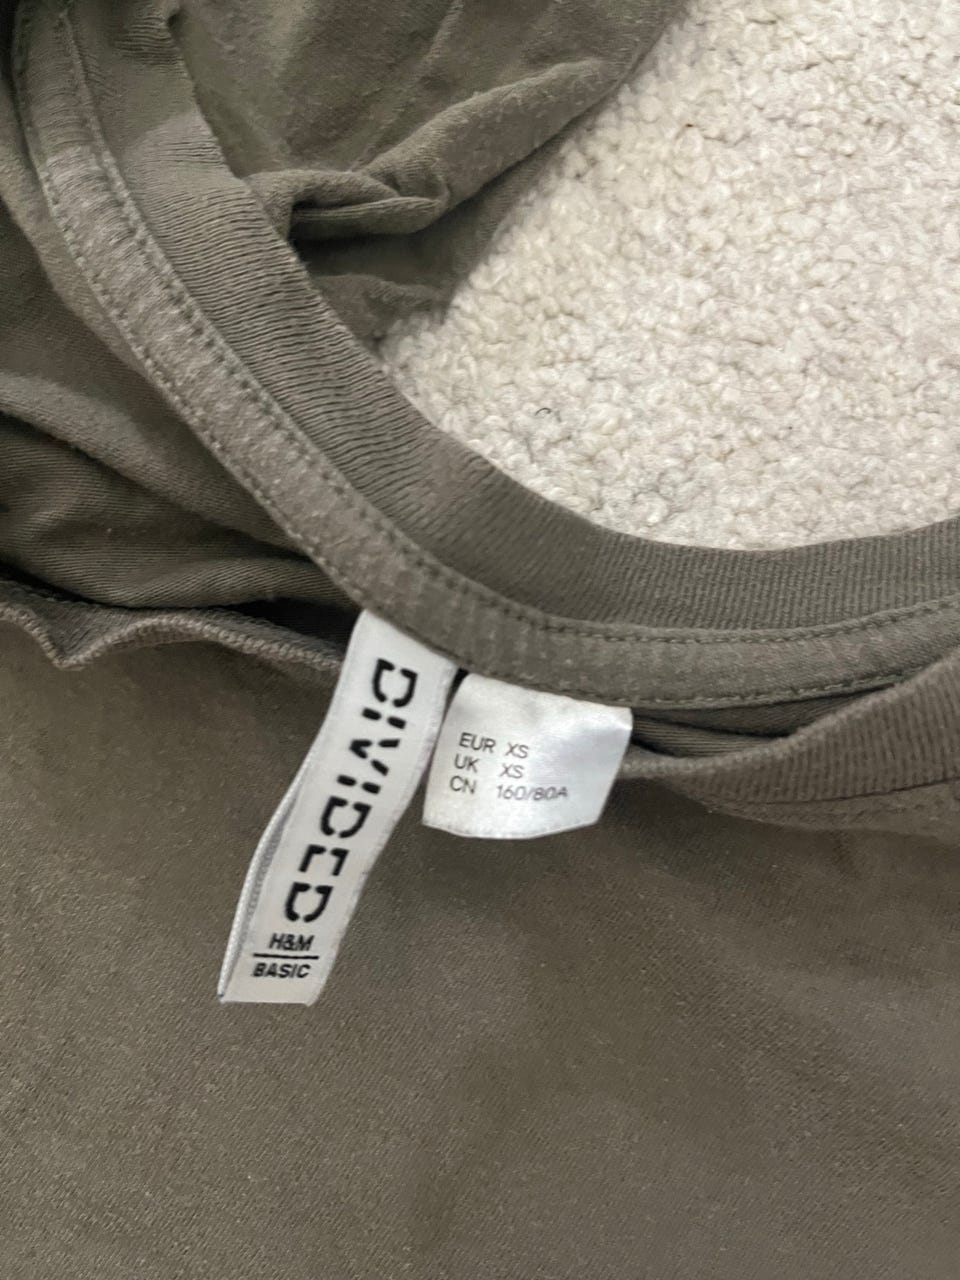 DIVIDED
H&M
BASIC
EUR XS
UK XS
CN 160/80A